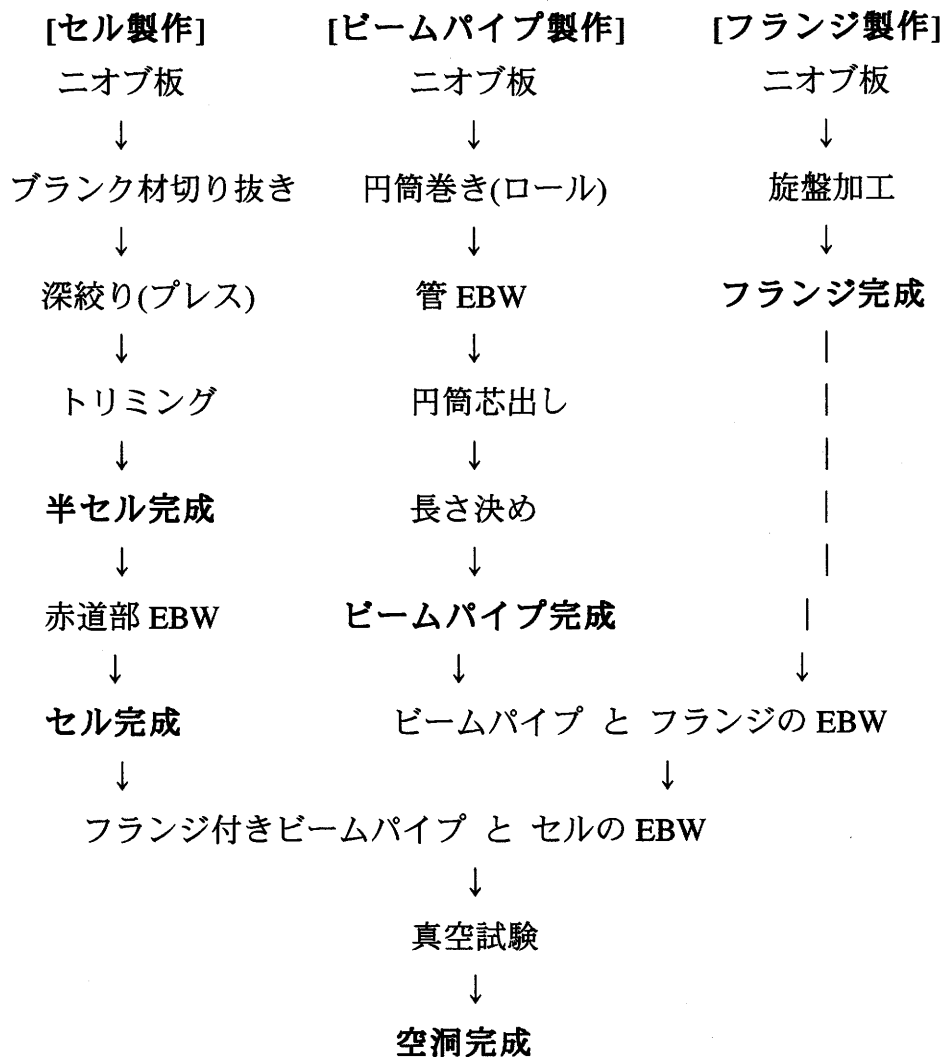 [セル製作] [ビームパイプ製作] [フランジ製作]
ニオブ板 ニオブ板 ニオブ板
↓ ↓ ↓
ブランク材切り抜き 円筒巻き(ロール) 旋盤加工
↓ ↓ ↓
深絞り(プレス) 管 EBW フランジ完成
↓ ↓ |
トリミング 円筒芯出し |
↓ ↓ |
半セル完成 長さ決め |
↓ ↓ |
赤道部 EBW ビームパイプ完成 |
↓ ↓ ↓
セル完成 ビームパイプ と フランジの EBW
↓ ↓
フランジ付きビームパイプ と セルの EBW
↓
真空試験
↓
空洞完成